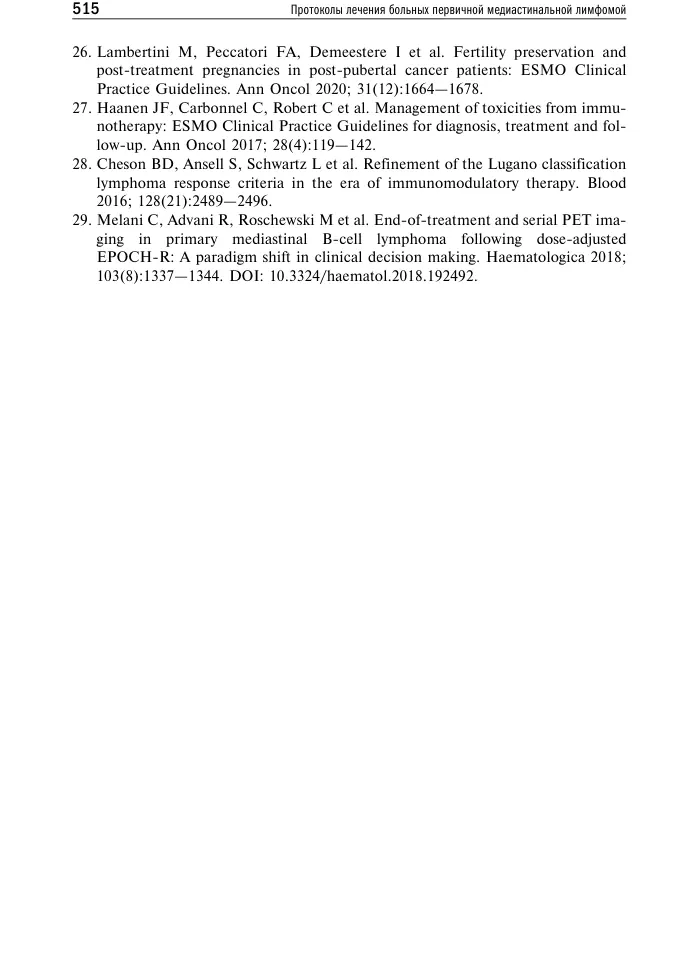 515 Протоколы лечения больных первичной медиастинальной лимфомой
26. Lambertini M, Peccatori FA, Demeestere I et al. Fertility preservation and
post-treatment pregnancies in post-pubertal cancer patients: ESMO Clinical
Practice Guidelines. Ann Oncol 2020; 31(12):1664—1678.
27. Haanen JF, Carbonnel C, Robert C et al. Management of toxicities from immu-
notherapy: ESMO Clinical Practice Guidelines for diagnosis, treatment and fol-
low-up. Ann Oncol 2017; 28(4):119—142.
28. Cheson BD, Ansell S, Schwartz L et al. Refinement of the Lugano classification
lymphoma response criteria in the era of immunomodulatory therapy. Blood
2016; 128(21):2489—2496.
29. Melani C, Advani R, Roschewski M et al. End-of-treatment and serial PET ima-
ging in primary mediastinal B-cell lymphoma following dose-adjusted
EPOCH-R: A paradigm shift in clinical decision making. Haematologica 2018;
103(8):1337—1344. DOI: 10.3324/haematol.2018.192492.